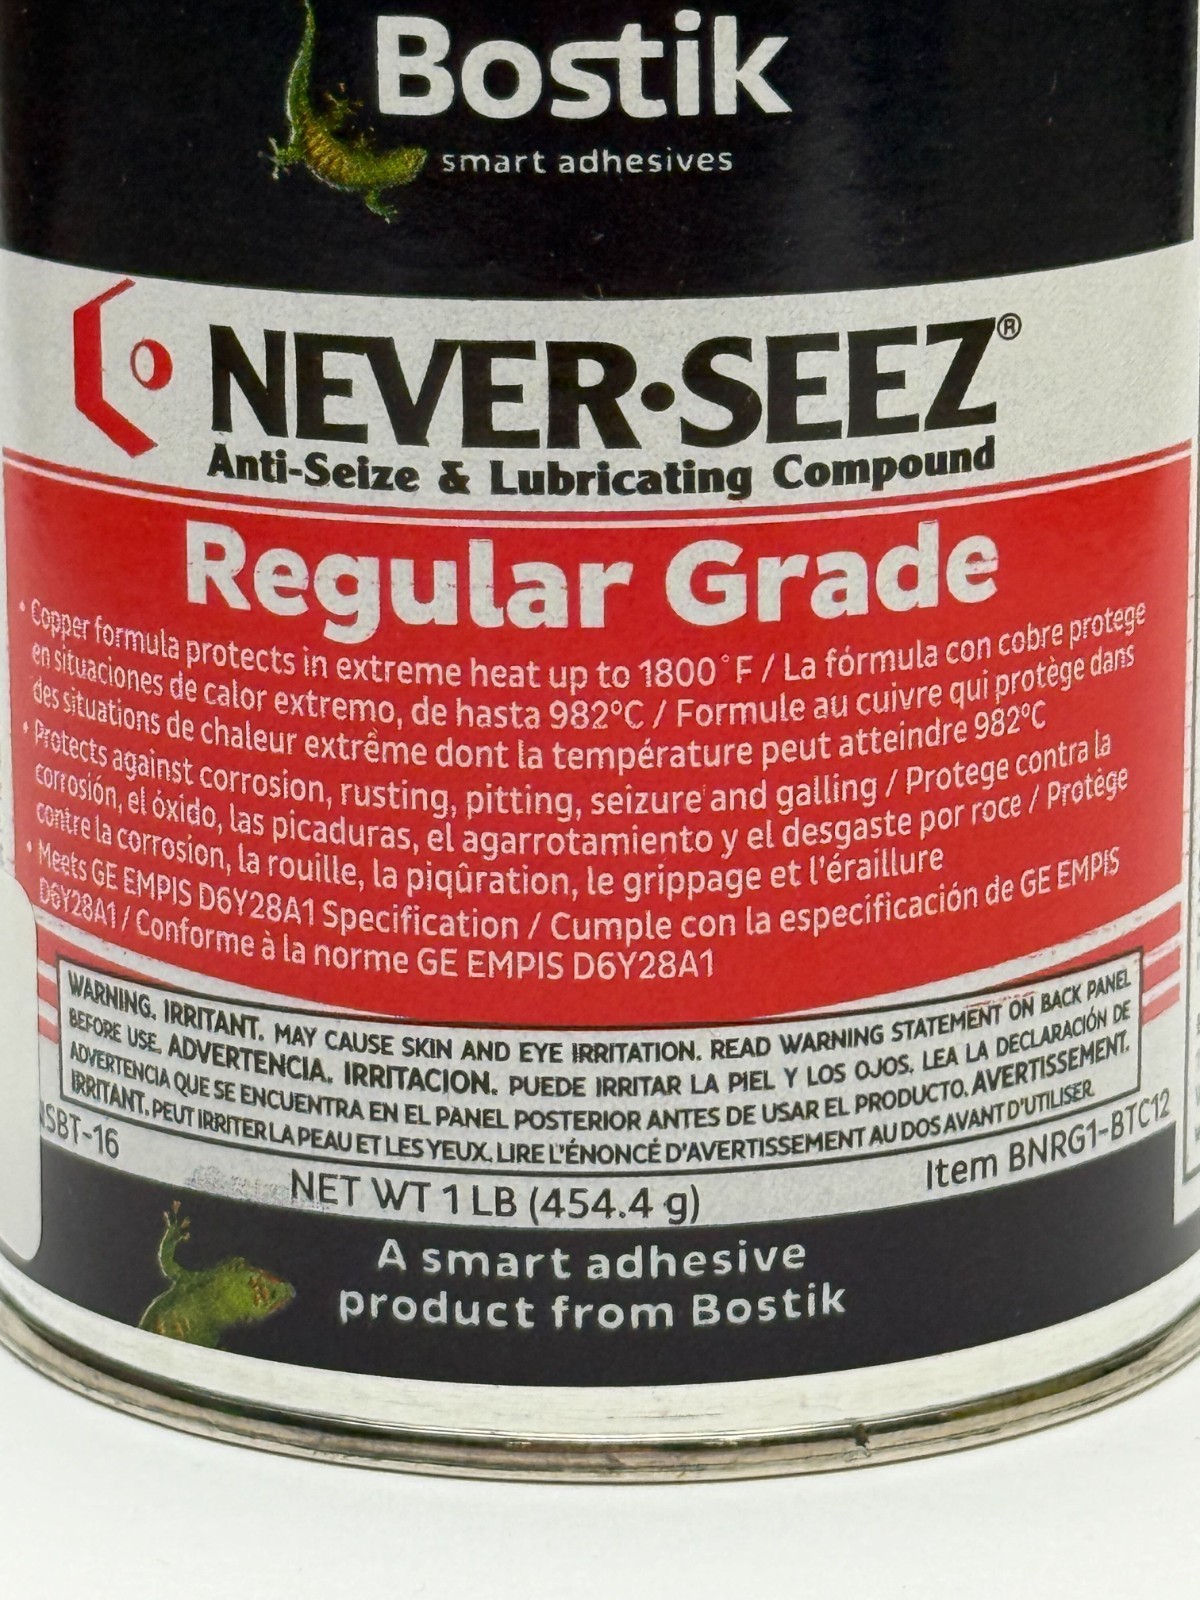 Bostik
smart adhesives
NEVER•SEEZ®
Anti-Seize & Lubricating Compound
Regular Grade
• Copper formula protects in extreme heat up to 1800°F / La fórmula con cobre protege
en situaciones de calor extremo, de hasta 982°C / Formule au cuivre qui protège dans
des situations de chaleur extrême dont la température peut atteindre 982°C
• Protects against corrosion, rusting, pitting, seizure and galling / Protege contra la
corrosión, el óxido, las picaduras, el agarrotamiento y el desgaste por roce / Protège
contre la corrosion, la rouille, la piqûration, le grippage et l'éraillure
• Meets GE EMPIS D6Y28A1 Specification / Cumple con la especificación de GE EMPIS
D6Y28A1 / Conforme à la norme GE EMPIS D6Y28A1
WARNING. IRRITANT. MAY CAUSE SKIN AND EYE IRRITATION. READ WARNING STATEMENT ON BACK PANEL
BEFORE USE. ADVERTENCIA. IRRITACION. PUEDE IRRITAR LA PIEL Y LOS OJOS. LEA LA DECLARACIÓN DE
ADVERTENCIA QUE SE ENCUENTRA EN EL PANEL POSTERIOR ANTES DE USAR EL PRODUCTO. AVERTISSEMENT.
IRRITANT. PEUT IRRITER LA PEAU ET LES YEUX. LIRE L'ÉNONCÉ D'AVERTISSEMENT AU DOS AVANT D'UTILISER.
NSBT-16
NET WT 1 LB (454.4 g)
Item BNRG1-BTC12
A smart adhesive
product from Bostik